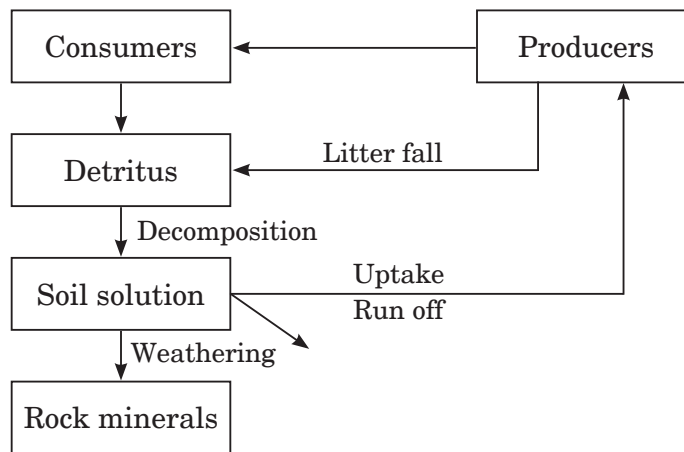 Consumers
Producers
Litter fall
Detritus
Decomposition
Uptake
Soil solution
Run off
Weathering
Rock minerals